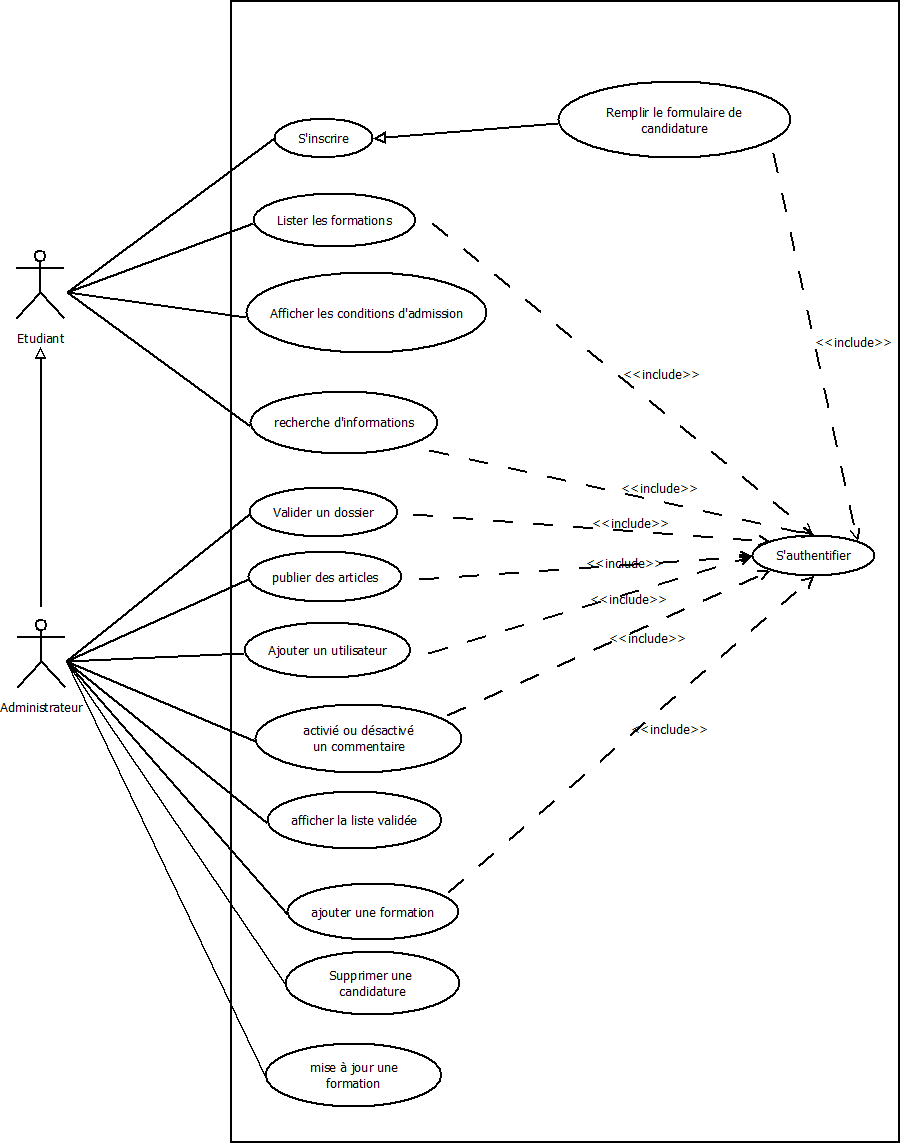 Remplir le formulaire de
candidature
S'inscrire
Lister les formations
Afficher les conditions d'admission
Etudiant
<<include>>
<<include>>
recherche d'informations
<<include>>
Valider un dossier
<<include>>
S'authentifier
publier des articles
<<include>>
<<include>>
Ajouter un utilisateur
<<include>>
Administrateur
activié ou désactivé
un commentaire
<<include>>
afficher la liste validée
ajouter une formation
Supprimer une
candidature
mise à jour une
formation